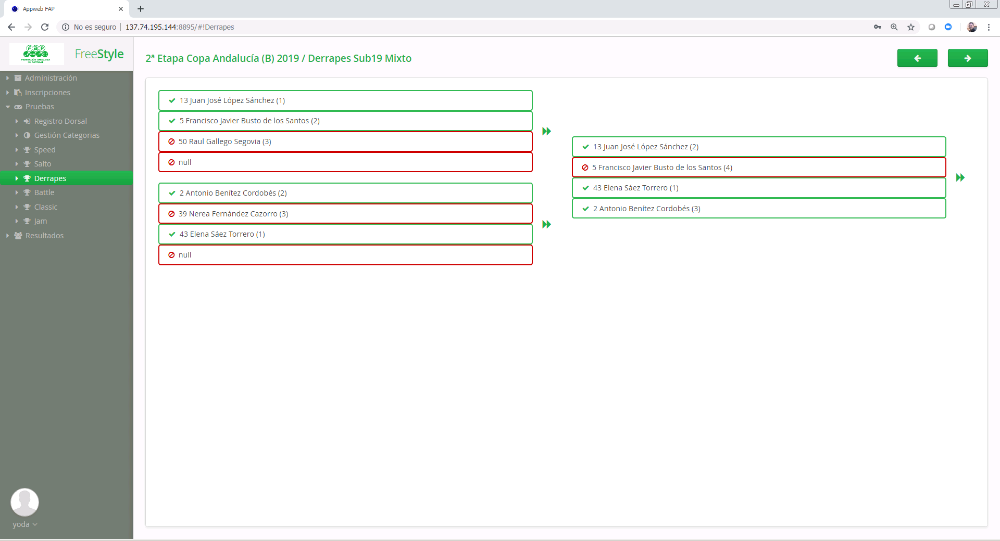 Appweb FAP
No es seguro
137.74.195.144:8895/#!Derrapes
FaP
FEDERACIÓN ANDALUZA
DE PATINAJE
FreeStyle
2ª Etapa Copa Andalucía (B) 2019 / Derrapes Sub19 Mixto
Administración
Inscripciones
Pruebas
Registro Dorsal
Gestión Categorias
Speed
Salto
Derrapes
Battle
Classic
Jam
Resultados
13 Juan José López Sánchez (1)
5 Francisco Javier Busto de los Santos (2)
50 Raul Gallego Segovia (3)
null
2 Antonio Benítez Cordobés (2)
39 Nerea Fernández Cazorro (3)
43 Elena Sáez Torrero (1)
null
13 Juan José López Sánchez (2)
5 Francisco Javier Busto de los Santos (4)
43 Elena Sáez Torrero (1)
2 Antonio Benítez Cordobés (3)
yoda